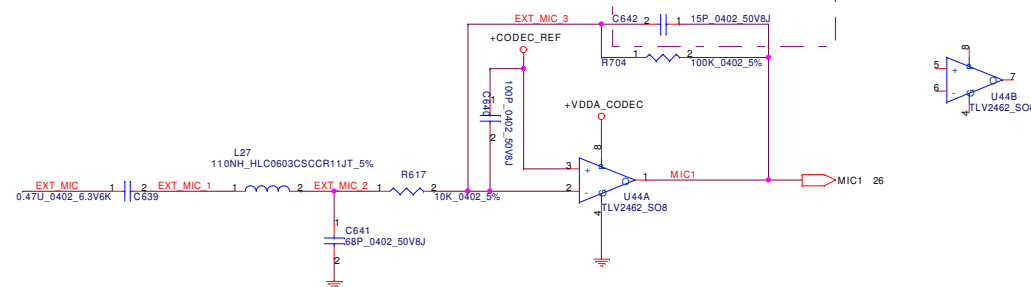 EXT_MIC_3
C642 2 1 15P_0402_50V8J
+CODEC_REF
R704 1 2 100K_0402_5%
8
5 +
6 -
7
4
U44B
TLV2462_SO8
C640 1 2 100P_0402_50V8J
+VDDA_CODEC
8
L27
110NH_HLC0603CSCCR11JT_5%
3 +
2 -
1 MIC1
MIC1 26
4
U44A
TLV2462_SO8
EXT_MIC 1 2 EXT_MIC_1 1 2 EXT_MIC_2 1 R617 2
0.47U_0402_6.3V6K C639
10K_0402_5%
1
C641
68P_0402_50V8J
2